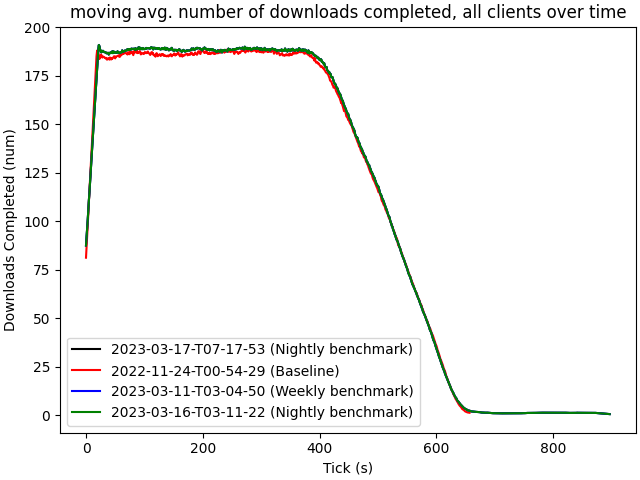 moving avg. number of downloads completed, all clients over time
Downloads Completed (num)
200
175
150
125
100
75
50
25
0
2023-03-17-T07-17-53 (Nightly benchmark)
2022-11-24-T00-54-29 (Baseline)
2023-03-11-T03-04-50 (Weekly benchmark)
2023-03-16-T03-11-22 (Nightly benchmark)
0 200 400 600 800
Tick (s)